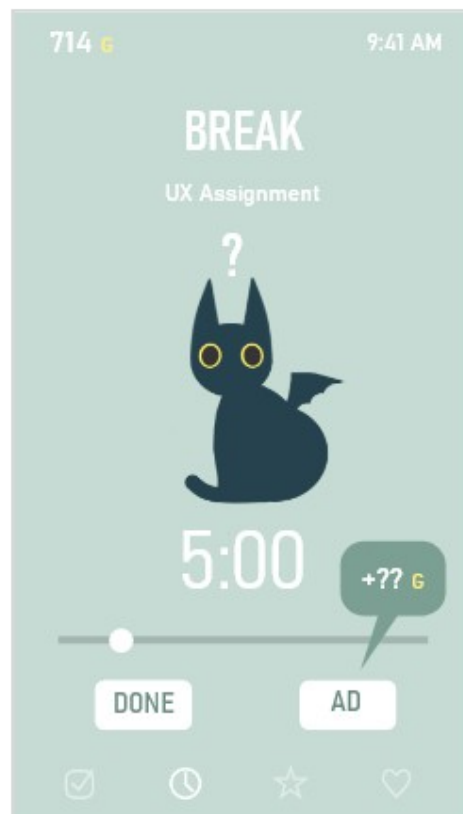 714 G
9:41 AM
BREAK
UX Assignment
?
5:00
+?? G
DONE
AD